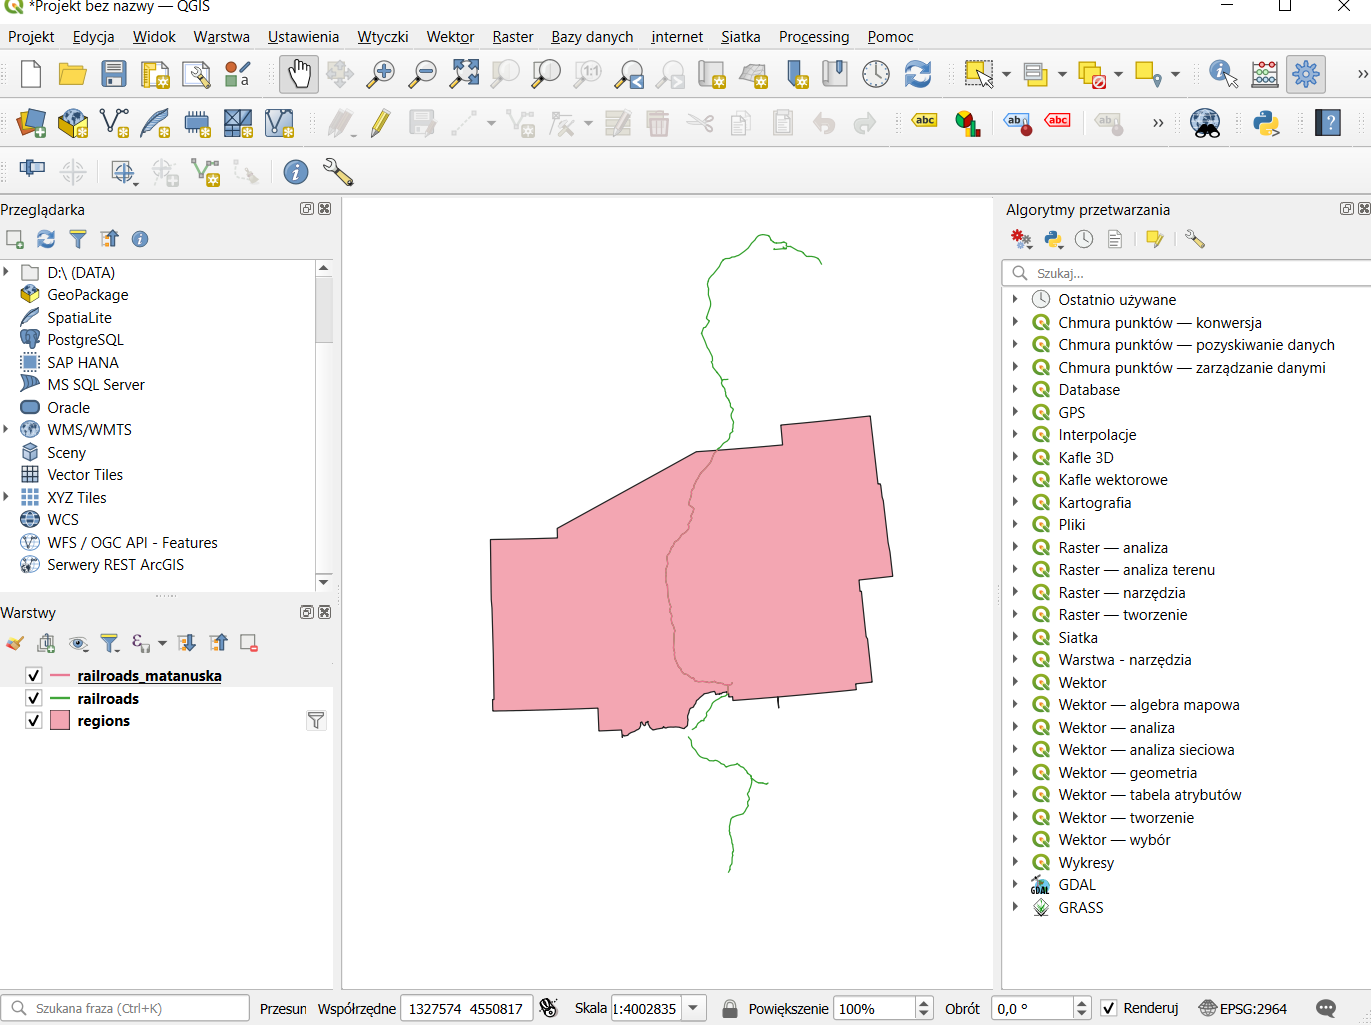 *Projekt bez nazwy — QGIS
Projekt Edycja Widok Warstwa Ustawienia Wtyczki Wektor Raster Bazy danych internet Siatka Processing Pomoc
a
1:1
abc ab abc ab
?
Przeglądarka
D:\ (DATA)
GeoPackage
SpatiaLite
PostgreSQL
SAP HANA
MS SQL Server
Oracle
WMS/WMTS
Sceny
Vector Tiles
XYZ Tiles
WCS
WFS / OGC API - Features
Serwery REST ArcGIS
Warstwy
railroads_matanuska
railroads
regions
Algorytmy przetwarzania
Szukaj...
Ostatnio używane
Chmura punktów — konwersja
Chmura punktów — pozyskiwanie danych
Chmura punktów — zarządzanie danymi
Database
GPS
Interpolacje
Kafle 3D
Kafle wektorowe
Kartografia
Pliki
Raster — analiza
Raster — analiza terenu
Raster — narzędzia
Raster — tworzenie
Siatka
Warstwa - narzędzia
Wektor
Wektor — algebra mapowa
Wektor — analiza
Wektor — analiza sieciowa
Wektor — geometria
Wektor — tabela atrybutów
Wektor — tworzenie
Wektor — wybór
Wykresy
GDAL
GRASS
Szukana fraza (Ctrl+K) Przesun Współrzędne 1327574 4550817 Skala 1:4002835 Powiększenie 100% Obrót 0,0 ° Renderuj EPSG:2964